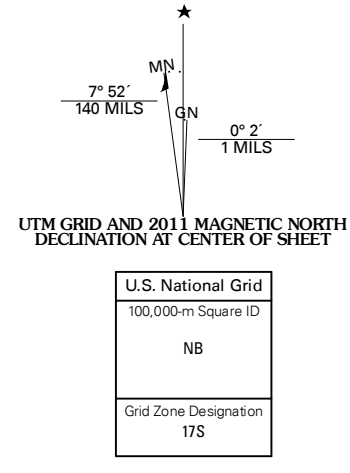 MN
7° 52´
140 MILS
GN
0° 2´
1 MILS
UTM GRID AND 2011 MAGNETIC NORTH
DECLINATION AT CENTER OF SHEET
U.S. National Grid
100,000-m Square ID
NB
Grid Zone Designation
17S